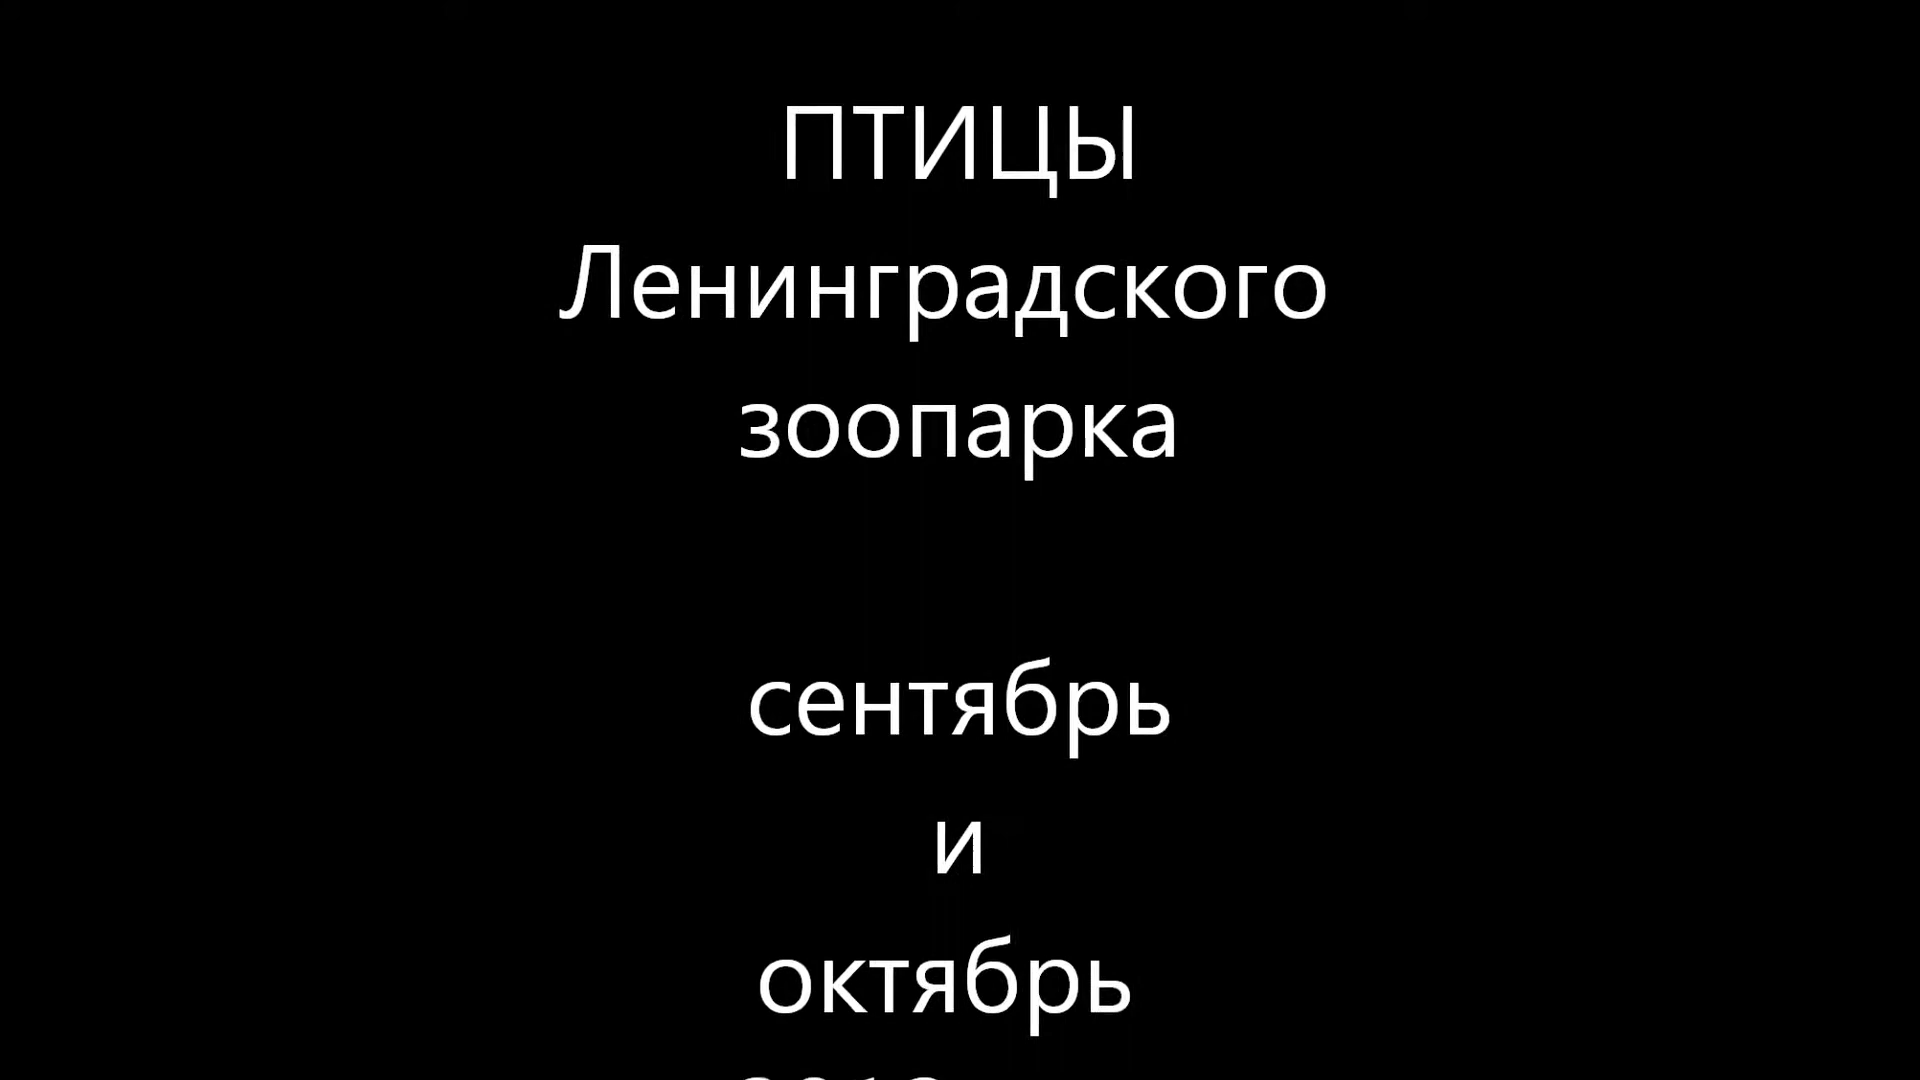 ПТИЦЫ
Ленинградского
зоопарка
сентябрь
и
октябрь